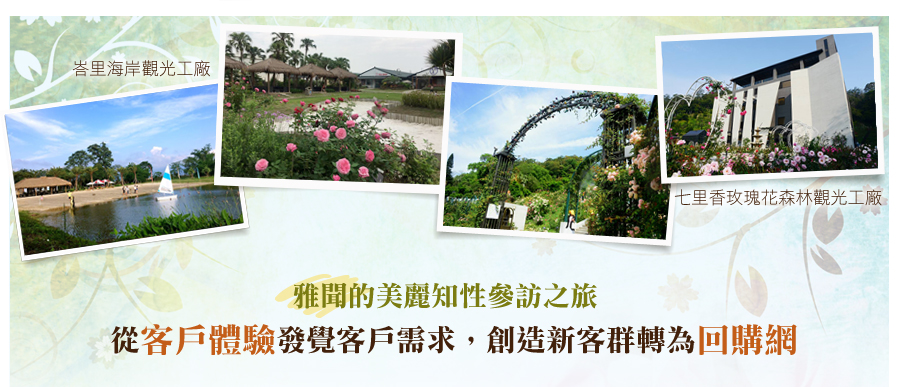 峇里海岸觀光工廠
七里香玫瑰花森林觀光工廠
雅聞的美麗知性參訪之旅
從客戶體驗發覺客戶需求，創造新客群轉為回購網